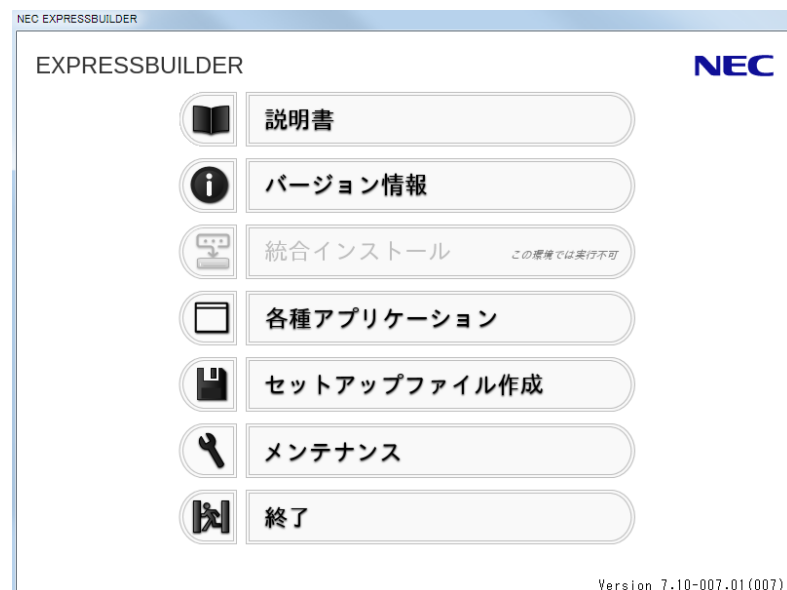 NEC EXPRESSBUILDER
EXPRESSBUILDER
NEC
説明書
バージョン情報
統合インストール この環境では実行不可
各種アプリケーション
セットアップファイル作成
メンテナンス
終了
Version 7.10-007.01(007)